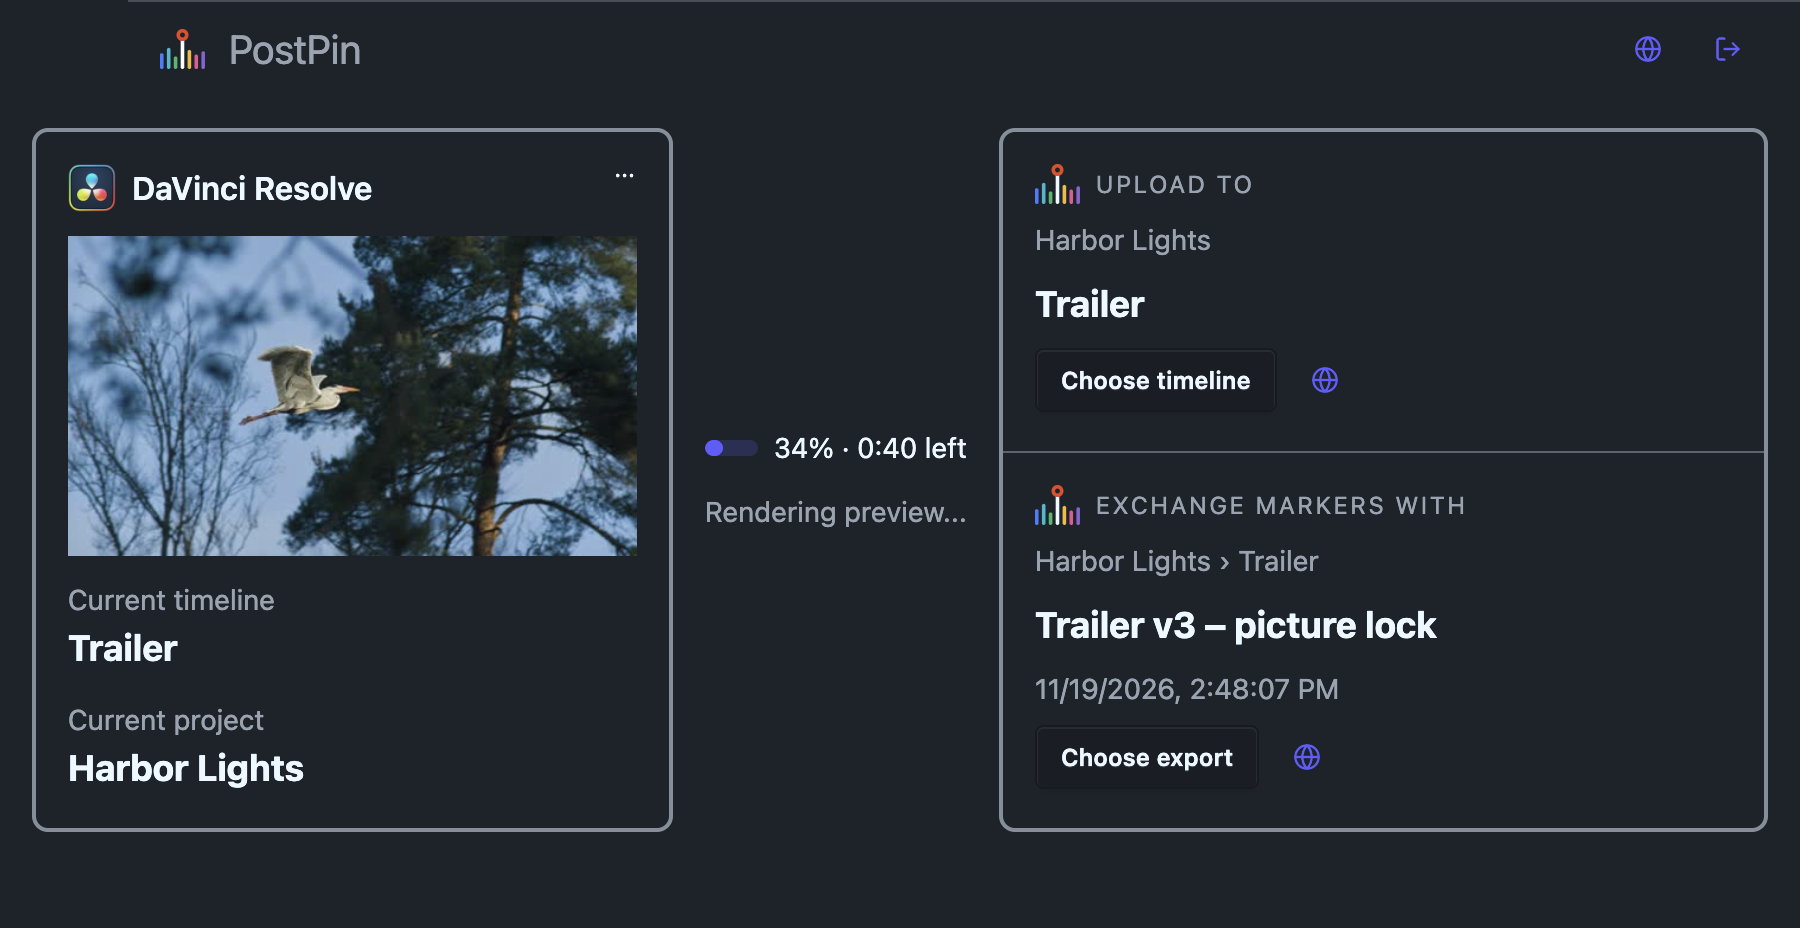 PostPin
DaVinci Resolve
...
Current timeline
Trailer
Current project
Harbor Lights
34% · 0:40 left
Rendering preview...
UPLOAD TO
Harbor Lights
Trailer
Choose timeline
EXCHANGE MARKERS WITH
Harbor Lights › Trailer
Trailer v3 – picture lock
11/19/2026, 2:48:07 PM
Choose export